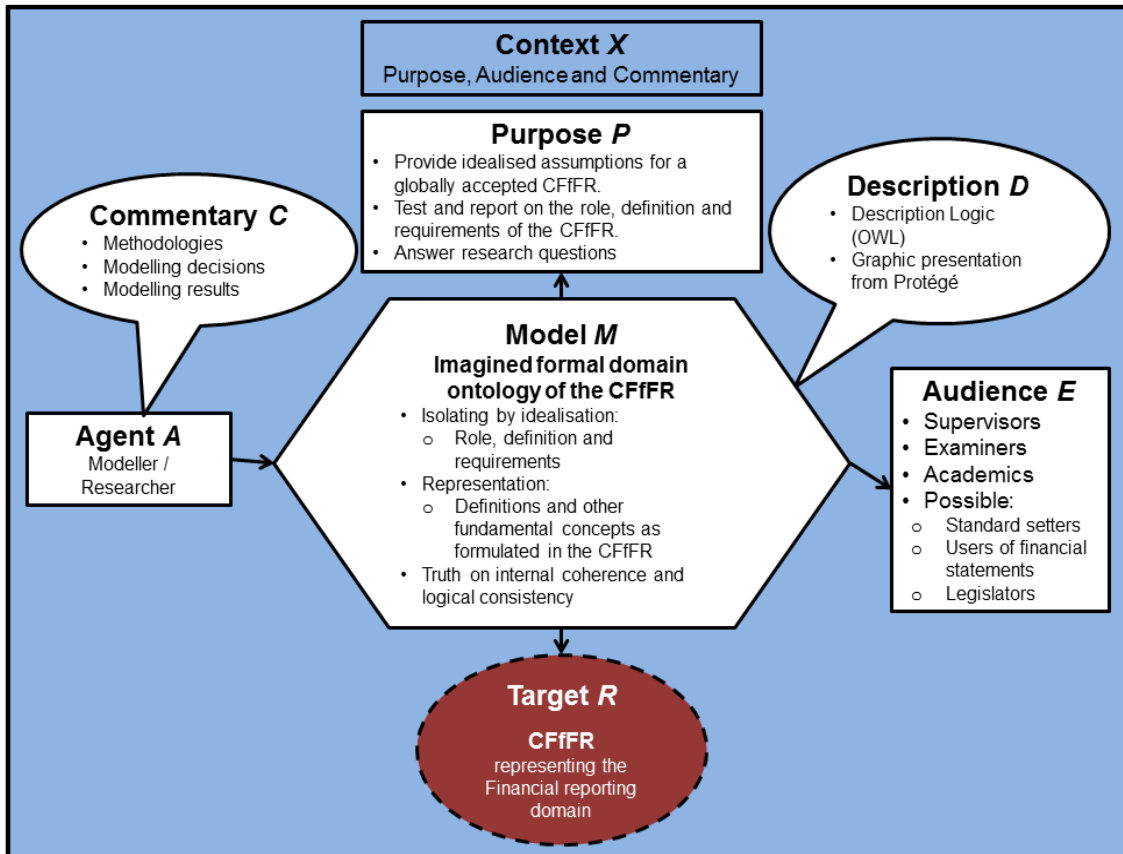 Context X
Purpose, Audience and Commentary
Purpose P
• Provide idealised assumptions for a
globally accepted CFfFR.
• Test and report on the role, definition and
requirements of the CFfFR.
• Answer research questions
Commentary C
• Methodologies
• Modelling decisions
• Modelling results
Description D
• Description Logic
(OWL)
• Graphic presentation
from Protégé
Agent A
Modeller /
Researcher
Model M
Imagined formal domain
ontology of the CFfFR
• Isolating by idealisation:
o Role, definition and
requirements
• Representation:
o Definitions and other
fundamental concepts as
formulated in the CFfFR
• Truth on internal coherence and
logical consistency
Audience E
• Supervisors
• Examiners
• Academics
• Possible:
o Standard setters
o Users of financial
statements
o Legislators
Target R
CFfFR
representing the
Financial reporting
domain